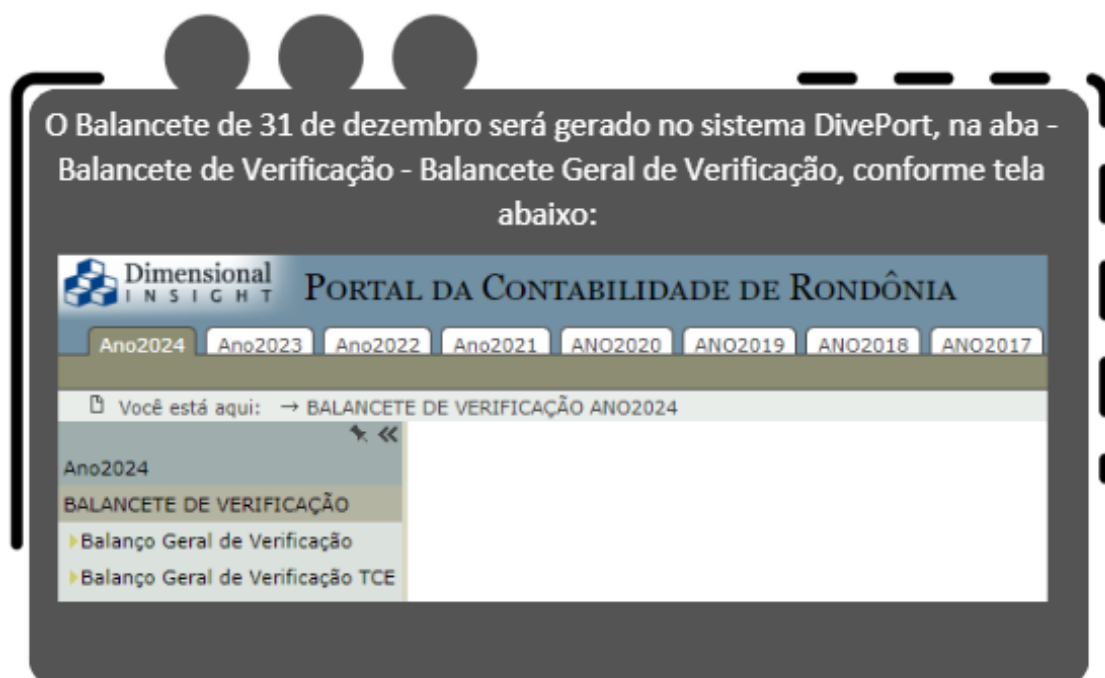 O Balancete de 31 de dezembro será gerado no sistema DivePort, na aba -
Balancete de Verificação - Balancete Geral de Verificação, conforme tela
abaixo:
Dimensional
INSIGHT
PORTAL DA CONTABILIDADE DE RONDÔNIA
Ano2024 Ano2023 Ano2022 Ano2021 ANO2020 ANO2019 ANO2018 ANO2017
Você está aqui: → BALANCETE DE VERIFICAÇÃO ANO2024
Ano2024
BALANCETE DE VERIFICAÇÃO
Balanço Geral de Verificação
Balanço Geral de Verificação TCE